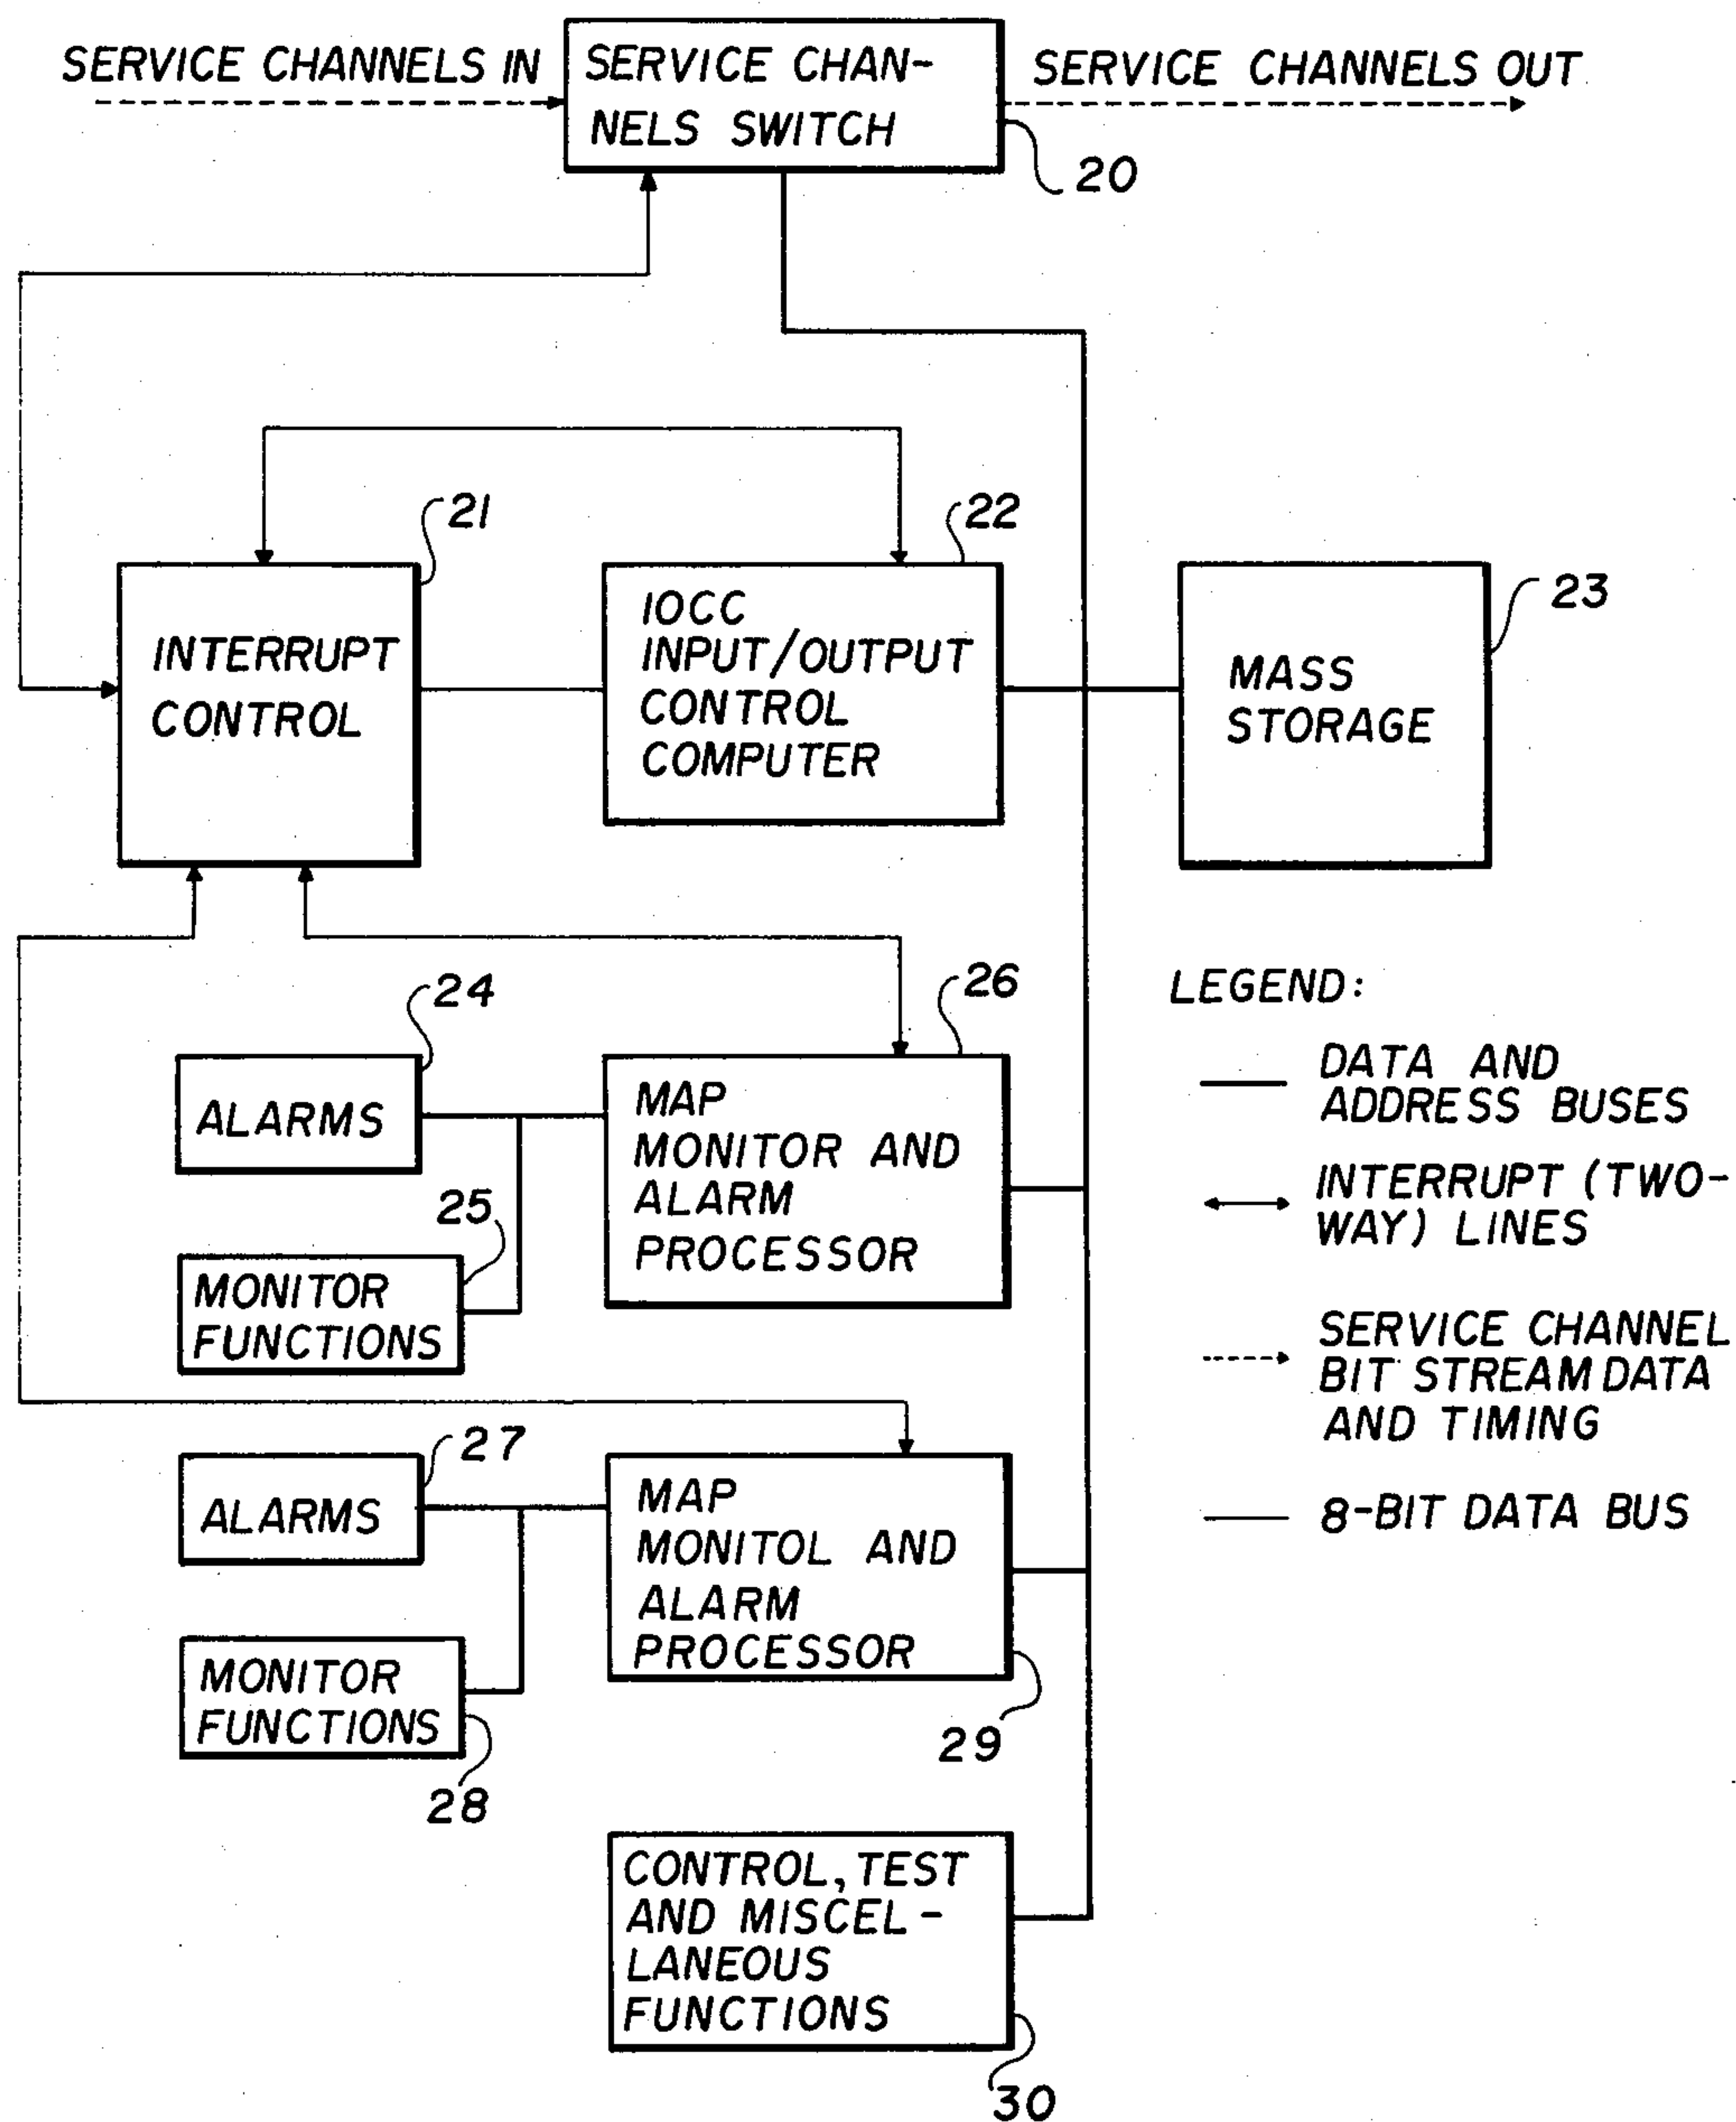 SERVICE CHANNELS IN
SERVICE CHAN-
NELS SWITCH
SERVICE CHANNELS OUT
20
21
22
INTERRUPT
CONTROL
IOCC
INPUT/OUTPUT
CONTROL
COMPUTER
MASS
STORAGE
23
24
26
ALARMS
MAP
MONITOR AND
ALARM
PROCESSOR
25
MONITOR
FUNCTIONS
LEGEND:
DATA AND
ADDRESS BUSES
INTERRUPT (TWO-
WAY) LINES
SERVICE CHANNEL
BIT STREAM DATA
AND TIMING
8-BIT DATA BUS
27
ALARMS
MAP
MONITOL AND
ALARM
PROCESSOR
29
MONITOR
FUNCTIONS
28
CONTROL, TEST
AND MISCEL-
LANEOUS
FUNCTIONS
30